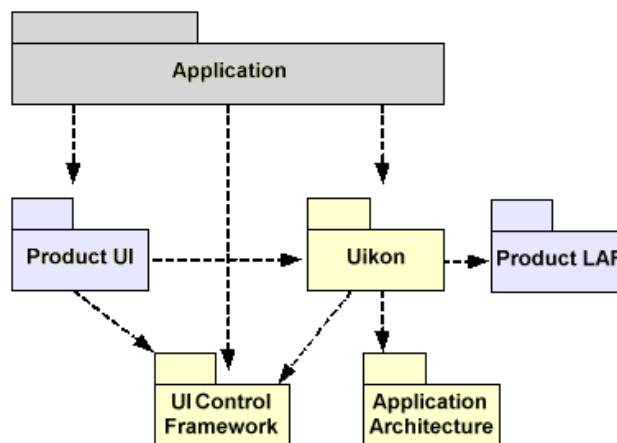 Application
Product UI
Uikon
Product LAF
UI Control
Framework
Application
Architecture